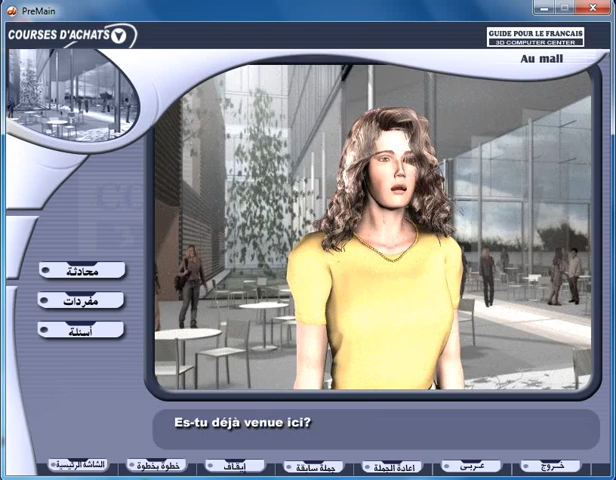 PreMain
COURSES D'ACHATS
GUIDE POUR LE FRANCAIS
3D COMPUTER CENTER
Au mall
محادثة
مفردات
أسئلة
Es-tu déjà venue ici?
الشاشة الرئيسية
خطوة بخطوة
إيقاف
جملة سابقة
اعادة الجملة
عربى
خروج